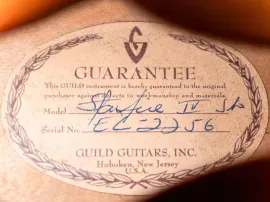 G
GUARANTEE
This GUILD instrument is hereby guaranteed to the original
purchaser against defects in workmanship and materials.
Model Starfire IV Sb
Serial No. EC-2256
GUILD GUITARS, INC.
Hoboken, New Jersey
U.S.A.